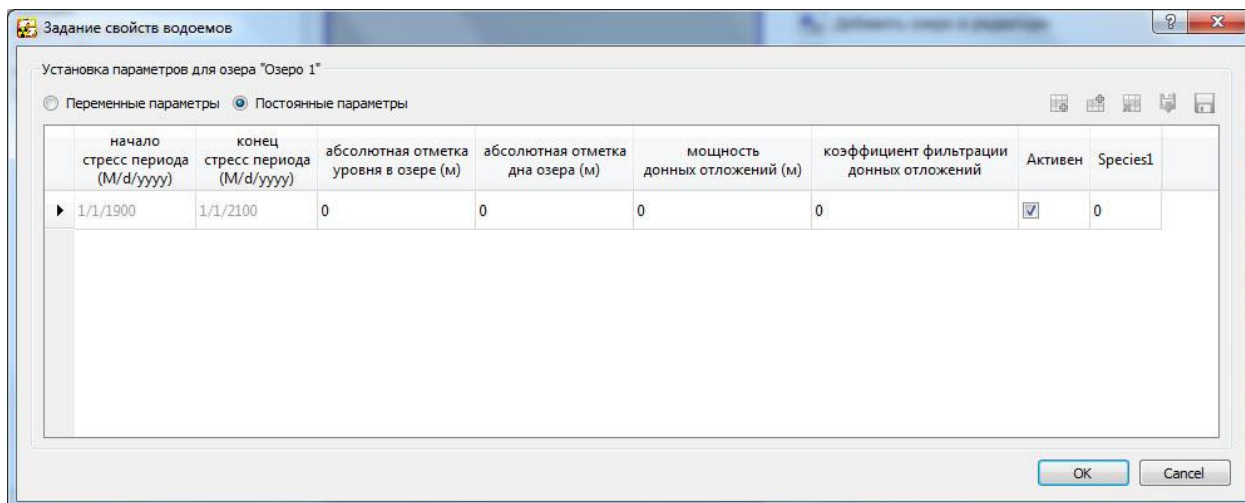 Задание свойств водоемов
Установка параметров для озера "Озеро 1"
Переменные параметры Постоянные параметры
начало стресс периода (M/d/yyyy)
конец стресс периода (M/d/yyyy)
абсолютная отметка уровня в озере (м)
абсолютная отметка дна озера (м)
мощность донных отложений (м)
коэффициент фильтрации донных отложений
Активен
Species1
1/1/1900 1/1/2100 0 0 0 0 0
OK Cancel